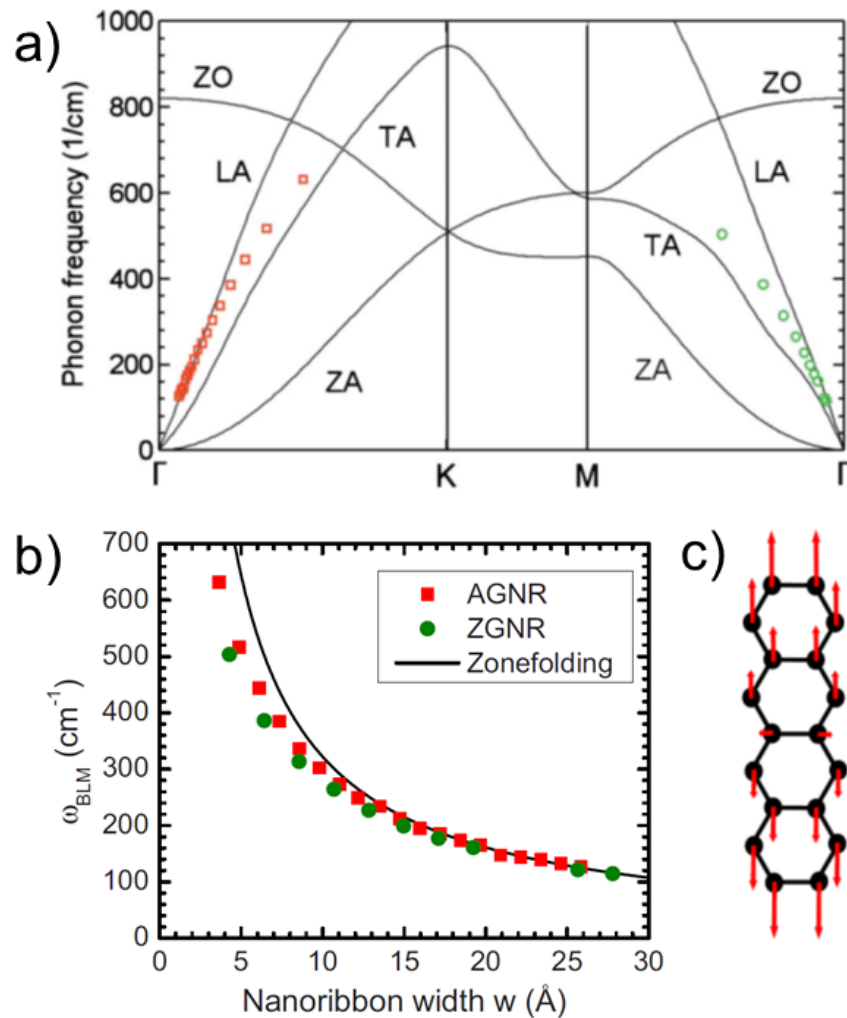 a)
1000
800
600
400
200
0
Phonon frequency (1/cm)
ZO
LA
TA
ZA
ZO
LA
TA
ZA
Γ
K
M
Γ
b)
700
600
500
400
300
200
100
0
ω_BLM (cm⁻¹)
AGNR
ZGNR
Zonefolding
0
5
10
15
20
25
30
Nanoribbon width w (Å)
c)